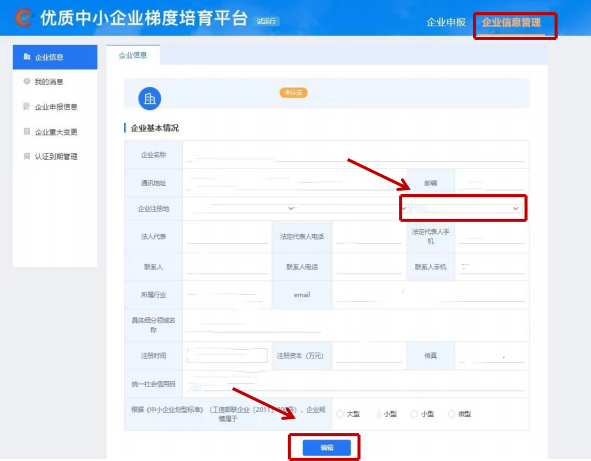 优质中小企业梯度培育平台 试运行
企业申报 企业信息管理
企业信息
我的消息
企业申报信息
企业重大变更
认证到期管理
企业信息
企业基本情况
企业名称
通讯地址 邮编
企业注册地
法人代表 法定代表人电话 法定代表人手
机
联系人 联系人电话 联系人手机
所属行业 email
具体细分领域名
称
注册时间 注册资本（万元） 传真
统一社会信用码
根据《中小企业划型标准》（工信部联企业〔2011〕300号），企业规
模属于
大型 小型 小型 微型
编辑